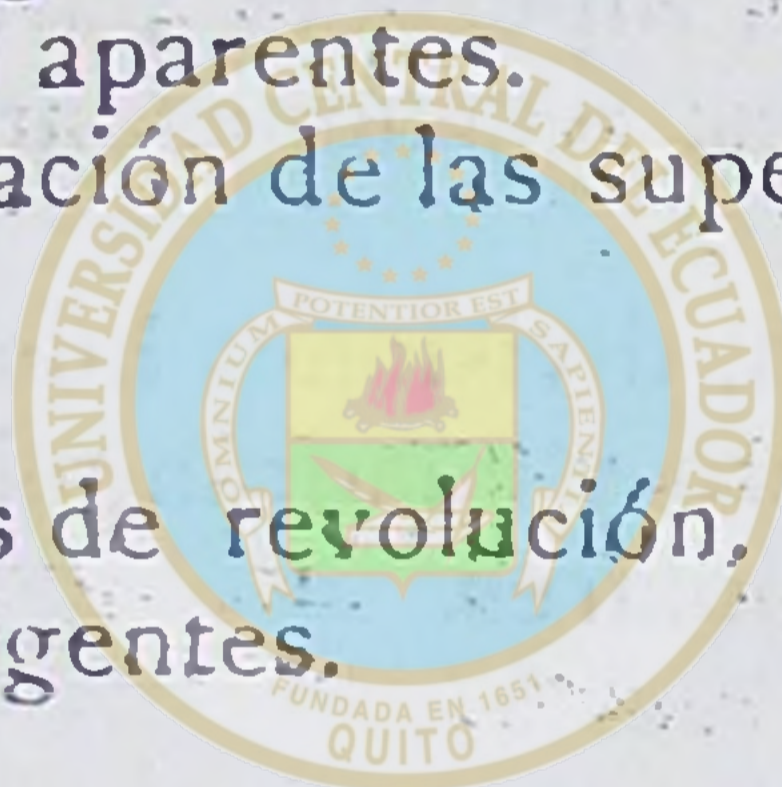 aparentes.
ación de las supe
s de revolución,
gentes.
UNIVERSIDAD CENTRAL DEL ECUADOR
OMNIUM POTENTIOR EST SAPIENTIA
FUNDADA EN 1651
QUITO